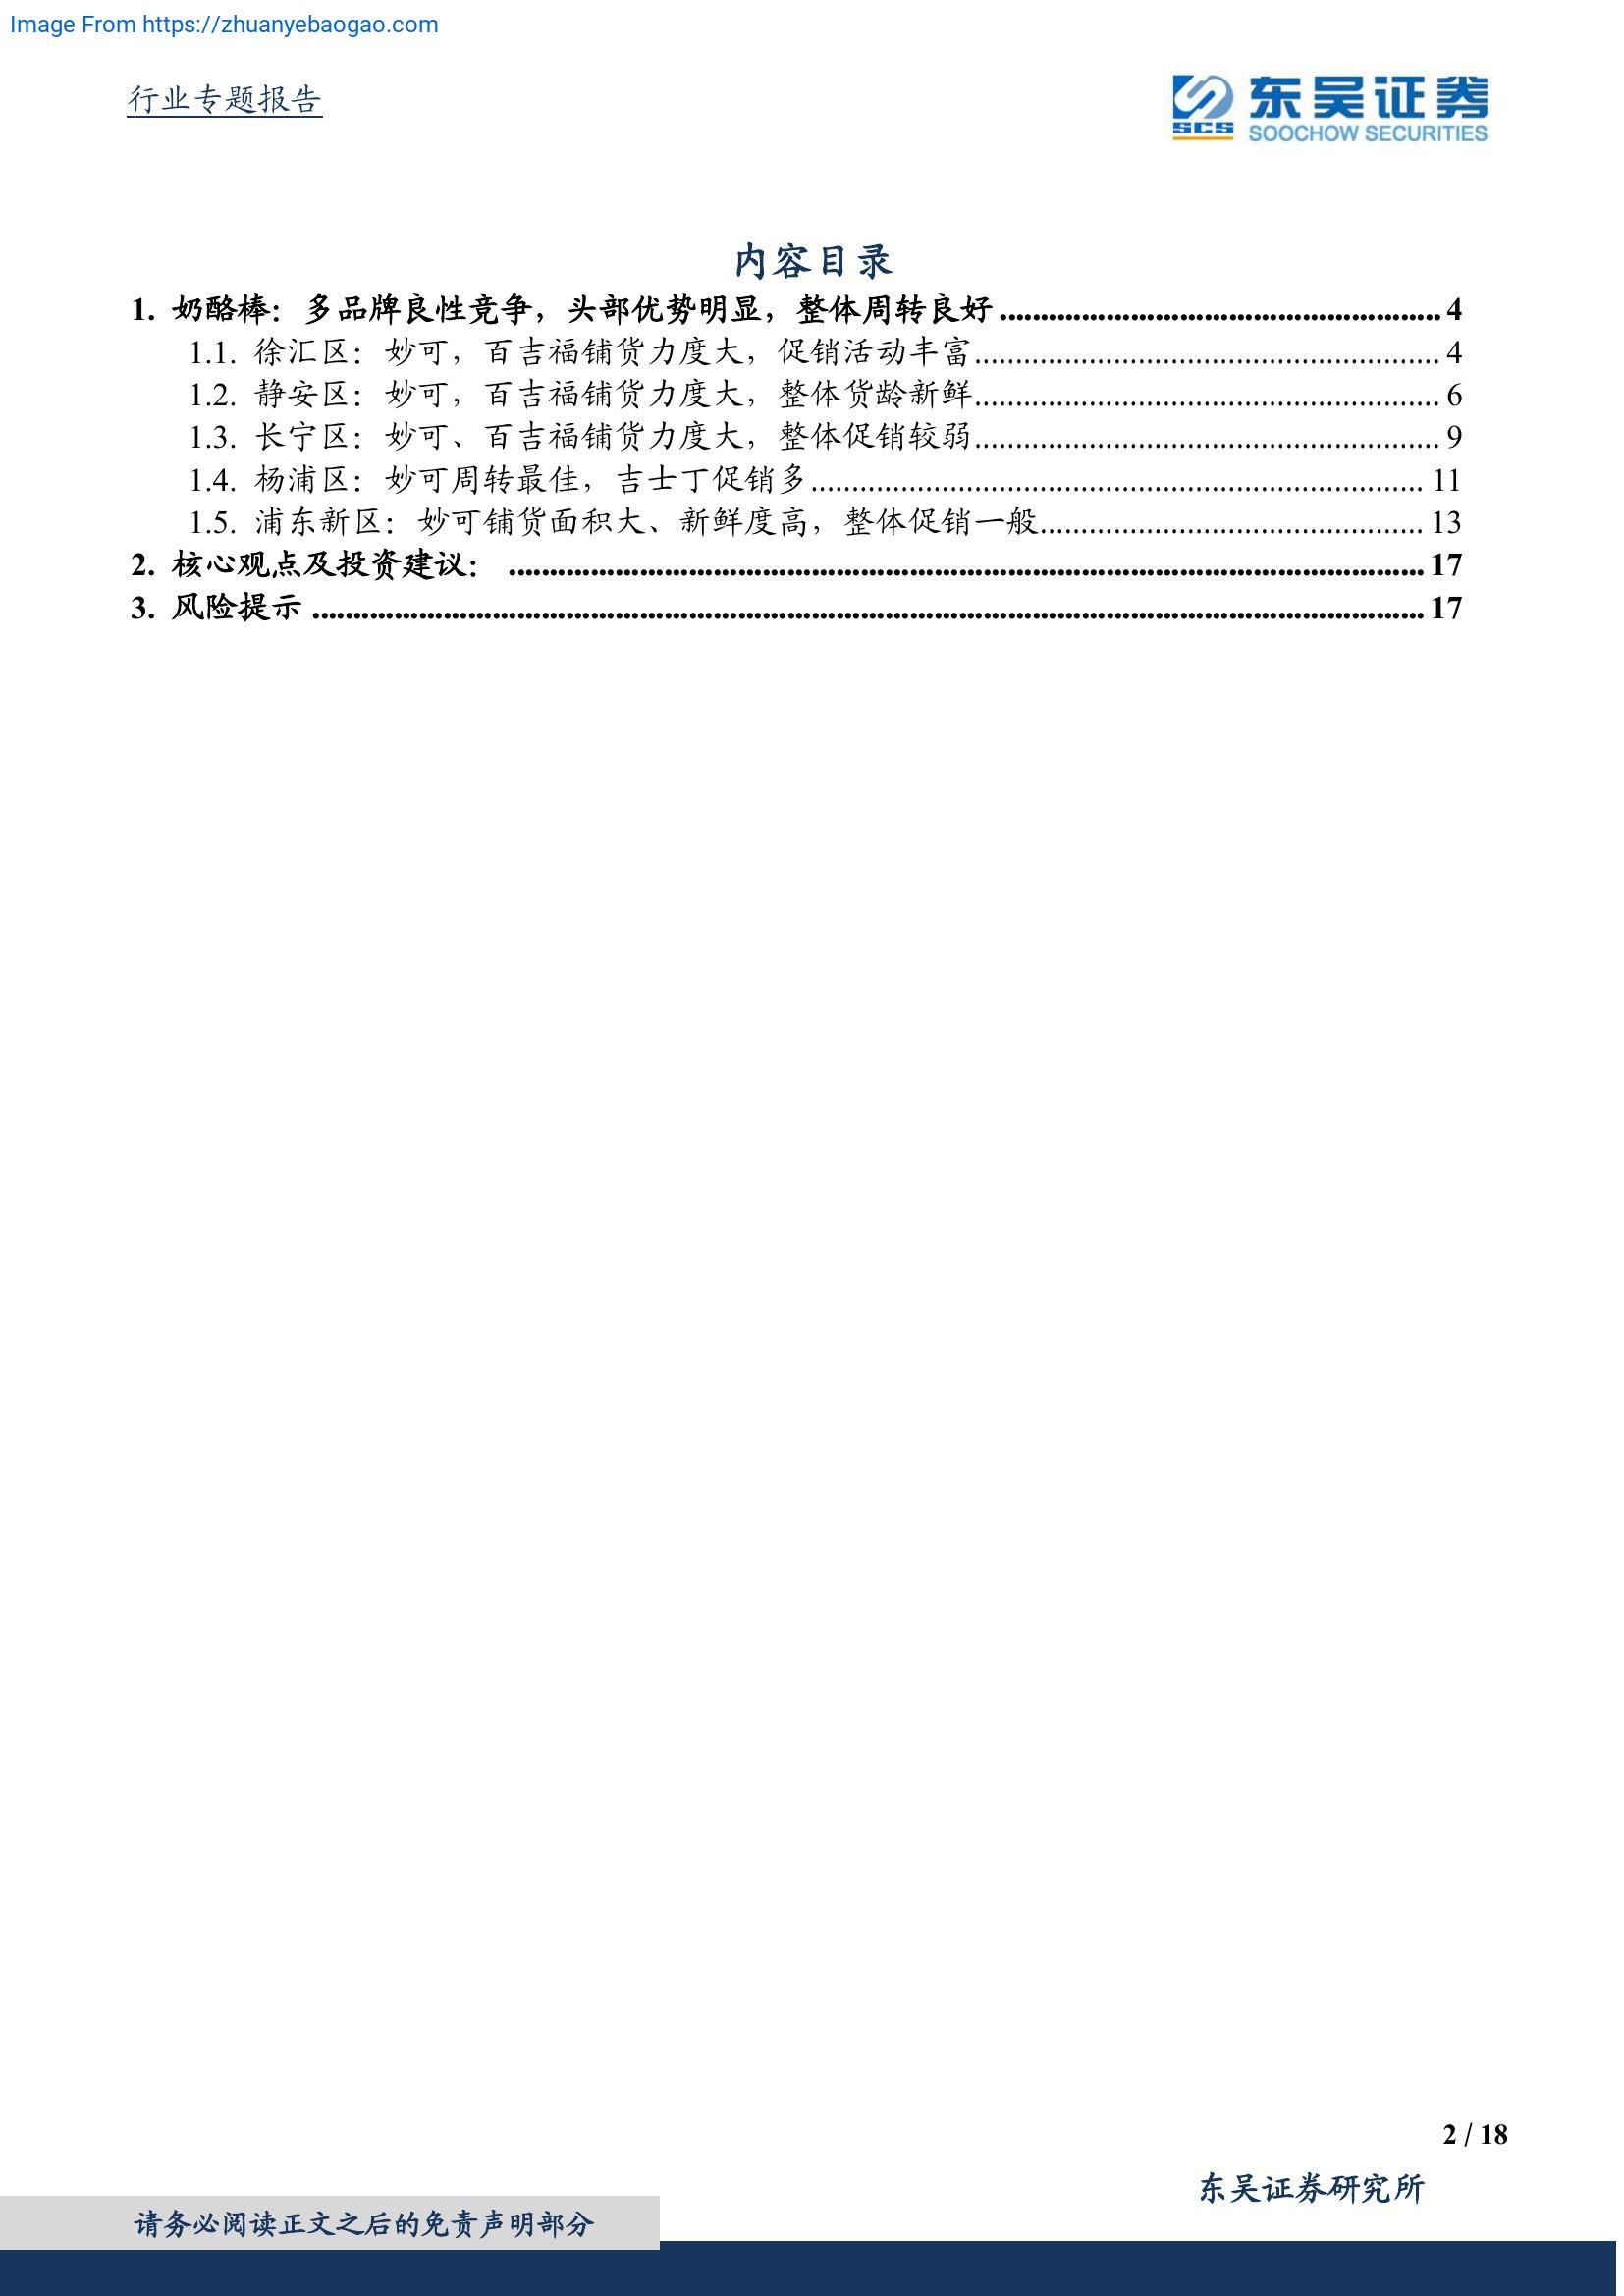 Image From https://zhuanyebaogao.com
行业专题报告
SCS 东吴证券
SOOCHOW SECURITIES
内容目录
1. 奶酪棒：多品牌良性竞争，头部优势明显，整体周转良好 ...................................................... 4
1.1. 徐汇区：妙可，百吉福铺货力度大，促销活动丰富......................................................... 4
1.2. 静安区：妙可，百吉福铺货力度大，整体货龄新鲜......................................................... 6
1.3. 长宁区：妙可、百吉福铺货力度大，整体促销较弱......................................................... 9
1.4. 杨浦区：妙可周转最佳，吉士丁促销多........................................................................... 11
1.5. 浦东新区：妙可铺货面积大、新鲜度高，整体促销一般............................................... 13
2. 核心观点及投资建议： ................................................................................................................ 17
3. 风险提示 ........................................................................................................................................ 17
2 / 18
东吴证券研究所
请务必阅读正文之后的免责声明部分